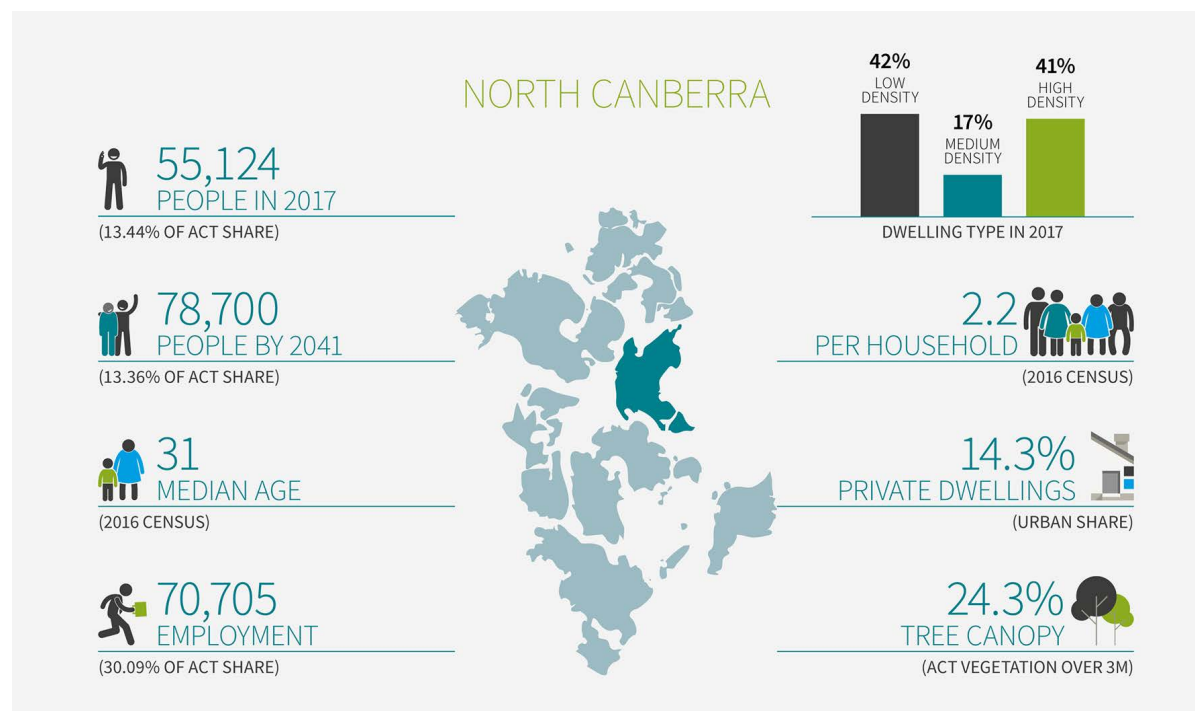 NORTH CANBERRA
55,124
PEOPLE IN 2017
(13.44% OF ACT SHARE)
78,700
PEOPLE BY 2041
(13.36% OF ACT SHARE)
31
MEDIAN AGE
(2016 CENSUS)
70,705
EMPLOYMENT
(30.09% OF ACT SHARE)
42%
LOW
DENSITY
17%
MEDIUM
DENSITY
41%
HIGH
DENSITY
DWELLING TYPE IN 2017
2.2
PER HOUSEHOLD
(2016 CENSUS)
14.3%
PRIVATE DWELLINGS
(URBAN SHARE)
24.3%
TREE CANOPY
(ACT VEGETATION OVER 3M)